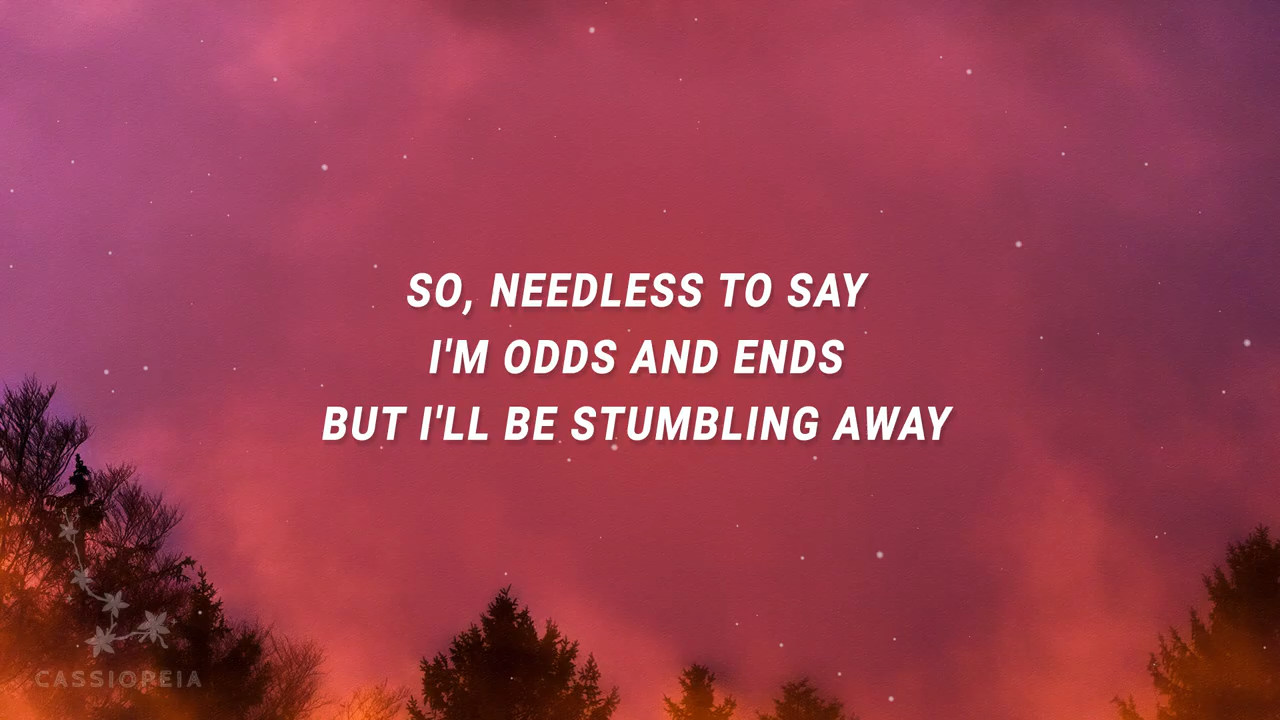 SO, NEEDLESS TO SAY
I'M ODDS AND ENDS
BUT I'LL BE STUMBLING AWAY
CASSIOPEIA